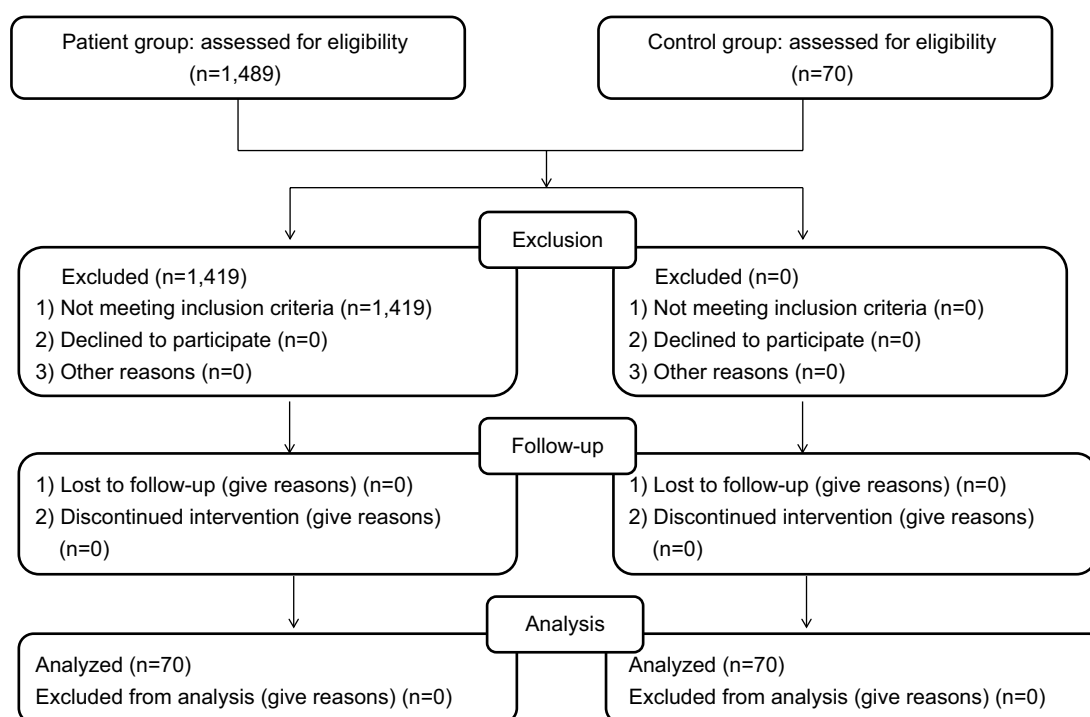 Patient group: assessed for eligibility
(n=1,489)
Control group: assessed for eligibility
(n=70)
Exclusion
Excluded (n=1,419)
1) Not meeting inclusion criteria (n=1,419)
2) Declined to participate (n=0)
3) Other reasons (n=0)
Excluded (n=0)
1) Not meeting inclusion criteria (n=0)
2) Declined to participate (n=0)
3) Other reasons (n=0)
Follow-up
1) Lost to follow-up (give reasons) (n=0)
2) Discontinued intervention (give reasons)
(n=0)
1) Lost to follow-up (give reasons) (n=0)
2) Discontinued intervention (give reasons)
(n=0)
Analysis
Analyzed (n=70)
Excluded from analysis (give reasons) (n=0)
Analyzed (n=70)
Excluded from analysis (give reasons) (n=0)